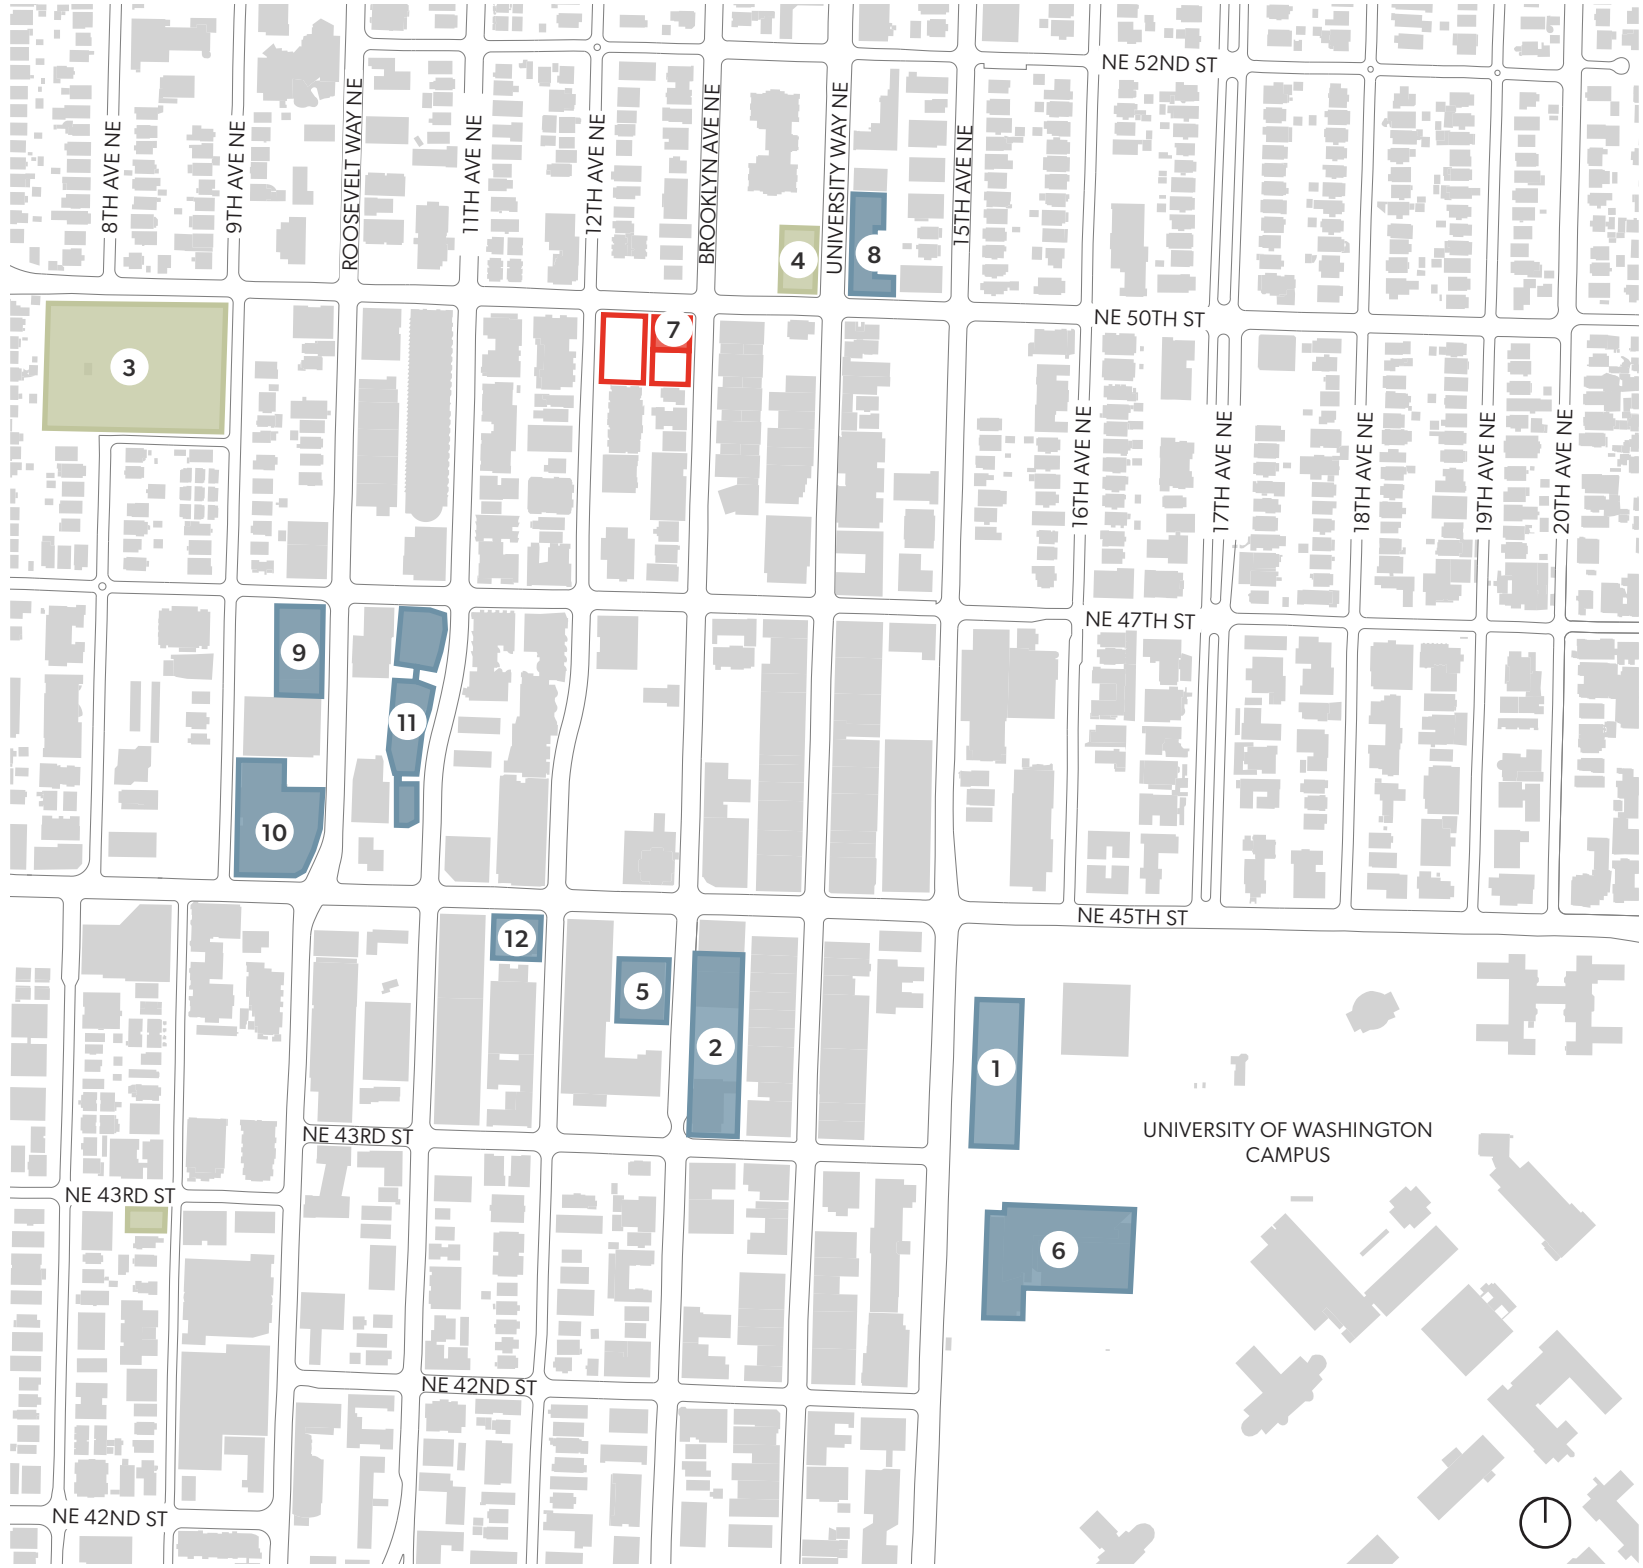 NE 52ND ST
8TH AVE NE
9TH AVE NE
ROOSEVELT WAY NE
11TH AVE NE
12TH AVE NE
BROOKLYN AVE NE
UNIVERSITY WAY NE
15TH AVE NE
4
8
NE 50TH ST
7
3
16TH AVE NE
17TH AVE NE
18TH AVE NE
19TH AVE NE
20TH AVE NE
NE 47TH ST
9
11
10
NE 45TH ST
12
5
2
1
UNIVERSITY OF WASHINGTON
CAMPUS
NE 43RD ST
NE 43RD ST
6
NE 42ND ST
NE 42ND ST